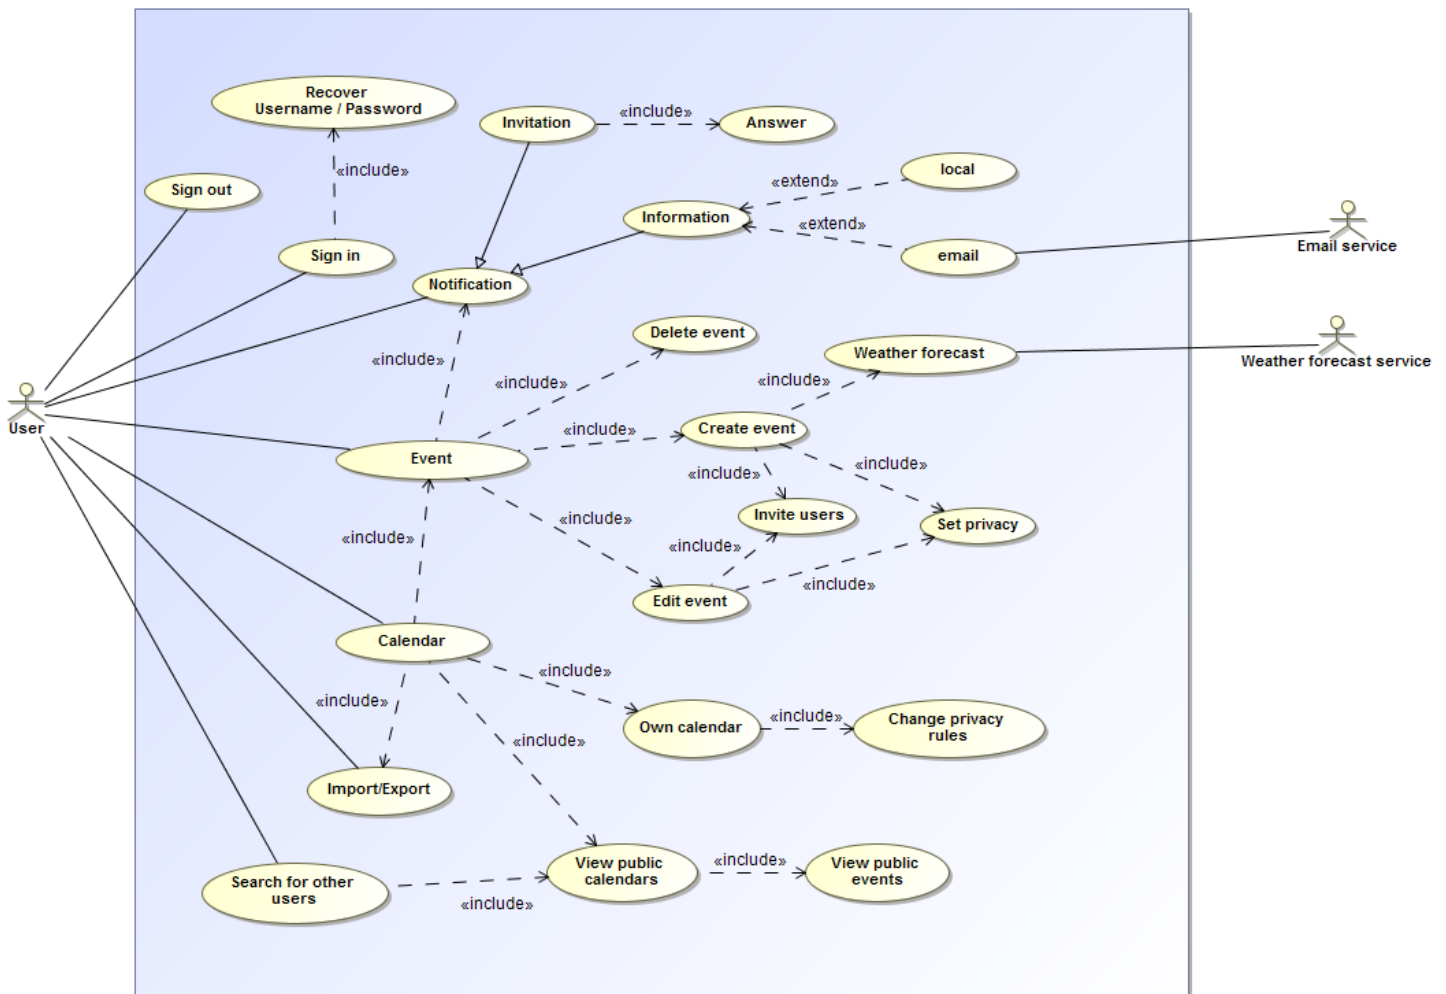 Recover
Username / Password
Invitation
«include»
Answer
«include»
local
«extend»
Sign out
Information
«extend»
Email service
Sign in
email
Notification
Delete event
Weather forecast
Weather forecast service
«include»
«include»
«include»
User
Create event
«include»
Event
«include»
«include»
Invite users
Set privacy
«include»
«include»
«include»
«include»
Edit event
Calendar
«include»
«include»
Own calendar
«include»
Change privacy
rules
«include»
Import/Export
Search for other
users
«include»
View public
calendars
«include»
View public
events